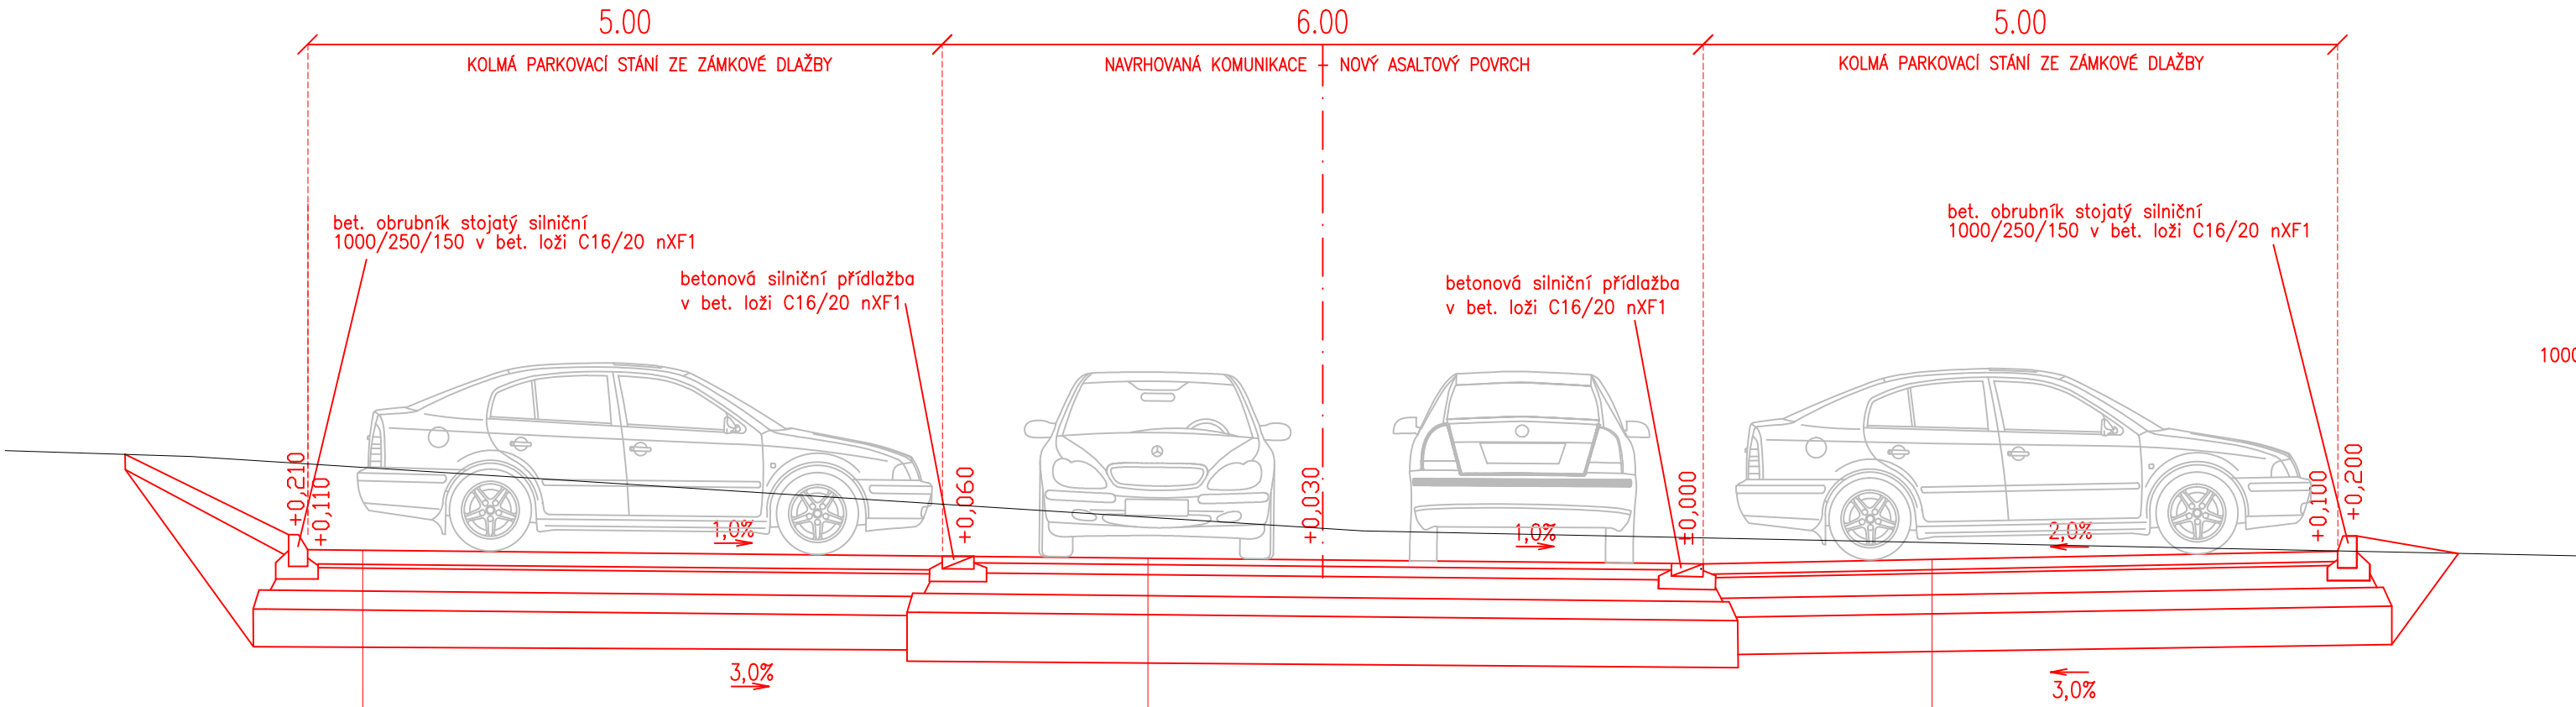 5.00
6.00
5.00
KOLMÁ PARKOVACÍ STÁNÍ ZE ZÁMKOVÉ DLAŽBY
NAVRHOVANÁ KOMUNIKACE - NOVÝ ASALTOVÝ POVRCH
KOLMÁ PARKOVACÍ STÁNÍ ZE ZÁMKOVÉ DLAŽBY
bet. obrubník stojatý silniční
1000/250/150 v bet. loži C16/20 nXF1
betonová silniční přídlažba
v bet. loži C16/20 nXF1
betonová silniční přídlažba
v bet. loži C16/20 nXF1
bet. obrubník stojatý silniční
1000/250/150 v bet. loži C16/20 nXF1
+0,210
+0,110
1,0%
+0,060
+0,030
1,0%
±0,000
2,0%
+0,100
+0,200
3,0%
3,0%